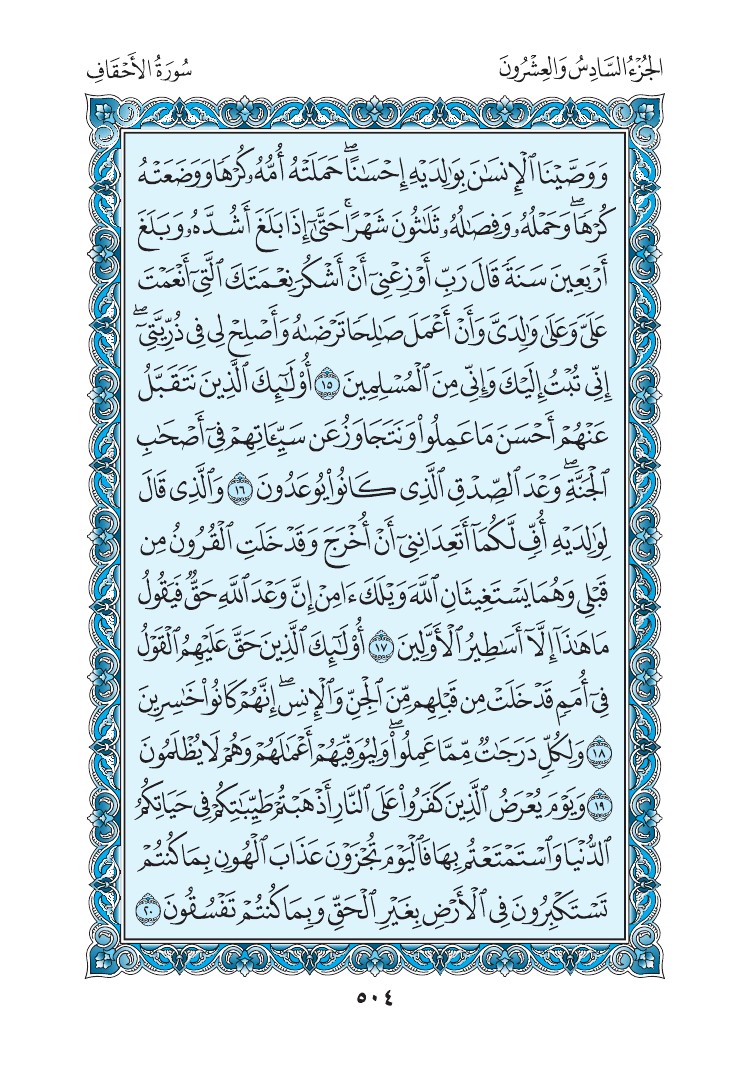 الجُزْءُ السَّادِسُ وَالعِشْرُونَ
سُورَةُ الأَحْقَافِ
وَوَصَّيْنَا ٱلْإِنسَٰنَ بِوَٰلِدَيْهِ إِحْسَٰنًا ۖ حَمَلَتْهُ أُمُّهُۥ كُرْهًا وَوَضَعَتْهُ
كُرْهًا ۖ وَحَمْلُهُۥ وَفِصَٰلُهُۥ ثَلَٰثُونَ شَهْرًا ۚ حَتَّىٰٓ إِذَا بَلَغَ أَشُدَّهُۥ وَبَلَغَ
أَرْبَعِينَ سَنَةً قَالَ رَبِّ أَوْزِعْنِىٓ أَنْ أَشْكُرَ نِعْمَتَكَ ٱلَّتِىٓ أَنْعَمْتَ
عَلَىَّ وَعَلَىٰ وَٰلِدَىَّ وَأَنْ أَعْمَلَ صَٰلِحًا تَرْضَىٰهُ وَأَصْلِحْ لِى فِى ذُرِّيَّتِىٓ ۖ
إِنِّى تُبْتُ إِلَيْكَ وَإِنِّى مِنَ ٱلْمُسْلِمِينَ ١٥ أُو۟لَٰٓئِكَ ٱلَّذِينَ نَتَقَبَّلُ
عَنْهُمْ أَحْسَنَ مَا عَمِلُوا۟ وَنَتَجَاوَزُ عَن سَيِّـَٔاتِهِمْ فِىٓ أَصْحَٰبِ
ٱلْجَنَّةِ ۖ وَعْدَ ٱلصِّدْقِ ٱلَّذِى كَانُوا۟ يُوعَدُونَ ١٦ وَٱلَّذِى قَالَ
لِوَٰلِدَيْهِ أُفٍّ لَّكُمَآ أَتَعِدَانِنِىٓ أَنْ أُخْرَجَ وَقَدْ خَلَتِ ٱلْقُرُونُ مِن
قَبْلِى وَهُمَا يَسْتَغِيثَانِ ٱللَّهَ وَيْلَكَ ءَامِنْ إِنَّ وَعْدَ ٱللَّهِ حَقٌّ فَيَقُولُ
مَا هَٰذَآ إِلَّآ أَسَٰطِيرُ ٱلْأَوَّلِينَ ١٧ أُو۟لَٰٓئِكَ ٱلَّذِينَ حَقَّ عَلَيْهِمُ ٱلْقَوْلُ
فِىٓ أُمَمٍ قَدْ خَلَتْ مِن قَبْلِهِم مِّنَ ٱلْجِنِّ وَٱلْإِنسِ ۖ إِنَّهُمْ كَانُوا۟ خَٰسِرِينَ
١٨ وَلِكُلٍّ دَرَجَٰتٌ مِّمَّا عَمِلُوا۟ ۖ وَلِيُوَفِّيَهُمْ أَعْمَٰلَهُمْ وَهُمْ لَا يُظْلَمُونَ
١٩ وَيَوْمَ يُعْرَضُ ٱلَّذِينَ كَفَرُوا۟ عَلَى ٱلنَّارِ أَذْهَبْتُمْ طَيِّبَٰتِكُمْ فِى حَيَاتِكُمُ
ٱلدُّنْيَا وَٱسْتَمْتَعْتُم بِهَا فَٱلْيَوْمَ تُجْزَوْنَ عَذَابَ ٱلْهُونِ بِمَا كُنتُمْ
تَسْتَكْبِرُونَ فِى ٱلْأَرْضِ بِغَيْرِ ٱلْحَقِّ وَبِمَا كُنتُمْ تَفْسُقُونَ ٢٠
٥٠٤